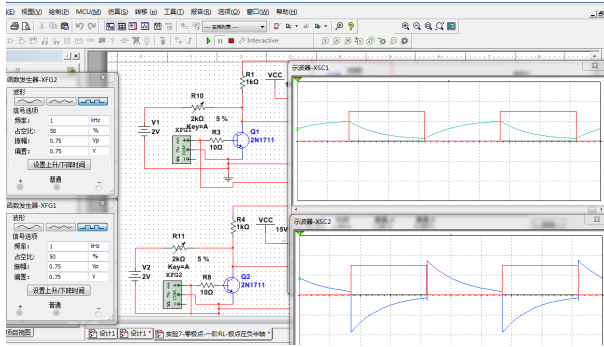 视图(V) 绘制(P) MCU(M) 仿真(S) 转移(n) 工具(T) 报告(R) 选项(O) 窗口(W) 帮助(H)
Interactive
函数发生器-XFG2
波形
信号选项
频率: 1 kHz
占空比: 50 %
振幅: 0.75 Vp
偏置: 0.75 V
设置上升/下降时间
+ 普通 -
函数发生器-XFG1
波形
信号选项
频率: 1 kHz
占空比: 50 %
振幅: 0.75 Vp
偏置: 0.75 V
设置上升/下降时间
+ 普通 -
R1
1kΩ
VCC
R10
2kΩ 5 %
Key=A
V1
2V
XFG1
R3
10Ω
Q1
2N1711
R4
1kΩ
VCC
15V
R11
2kΩ 5 %
Key=A
V2
2V
XFG2
R8
10Ω
Q2
2N1711
示波器-XSC1
示波器-XSC2
项目视图
设计1 设计1 * 实验7-零极点-一阶RL-极点在负半轴 *